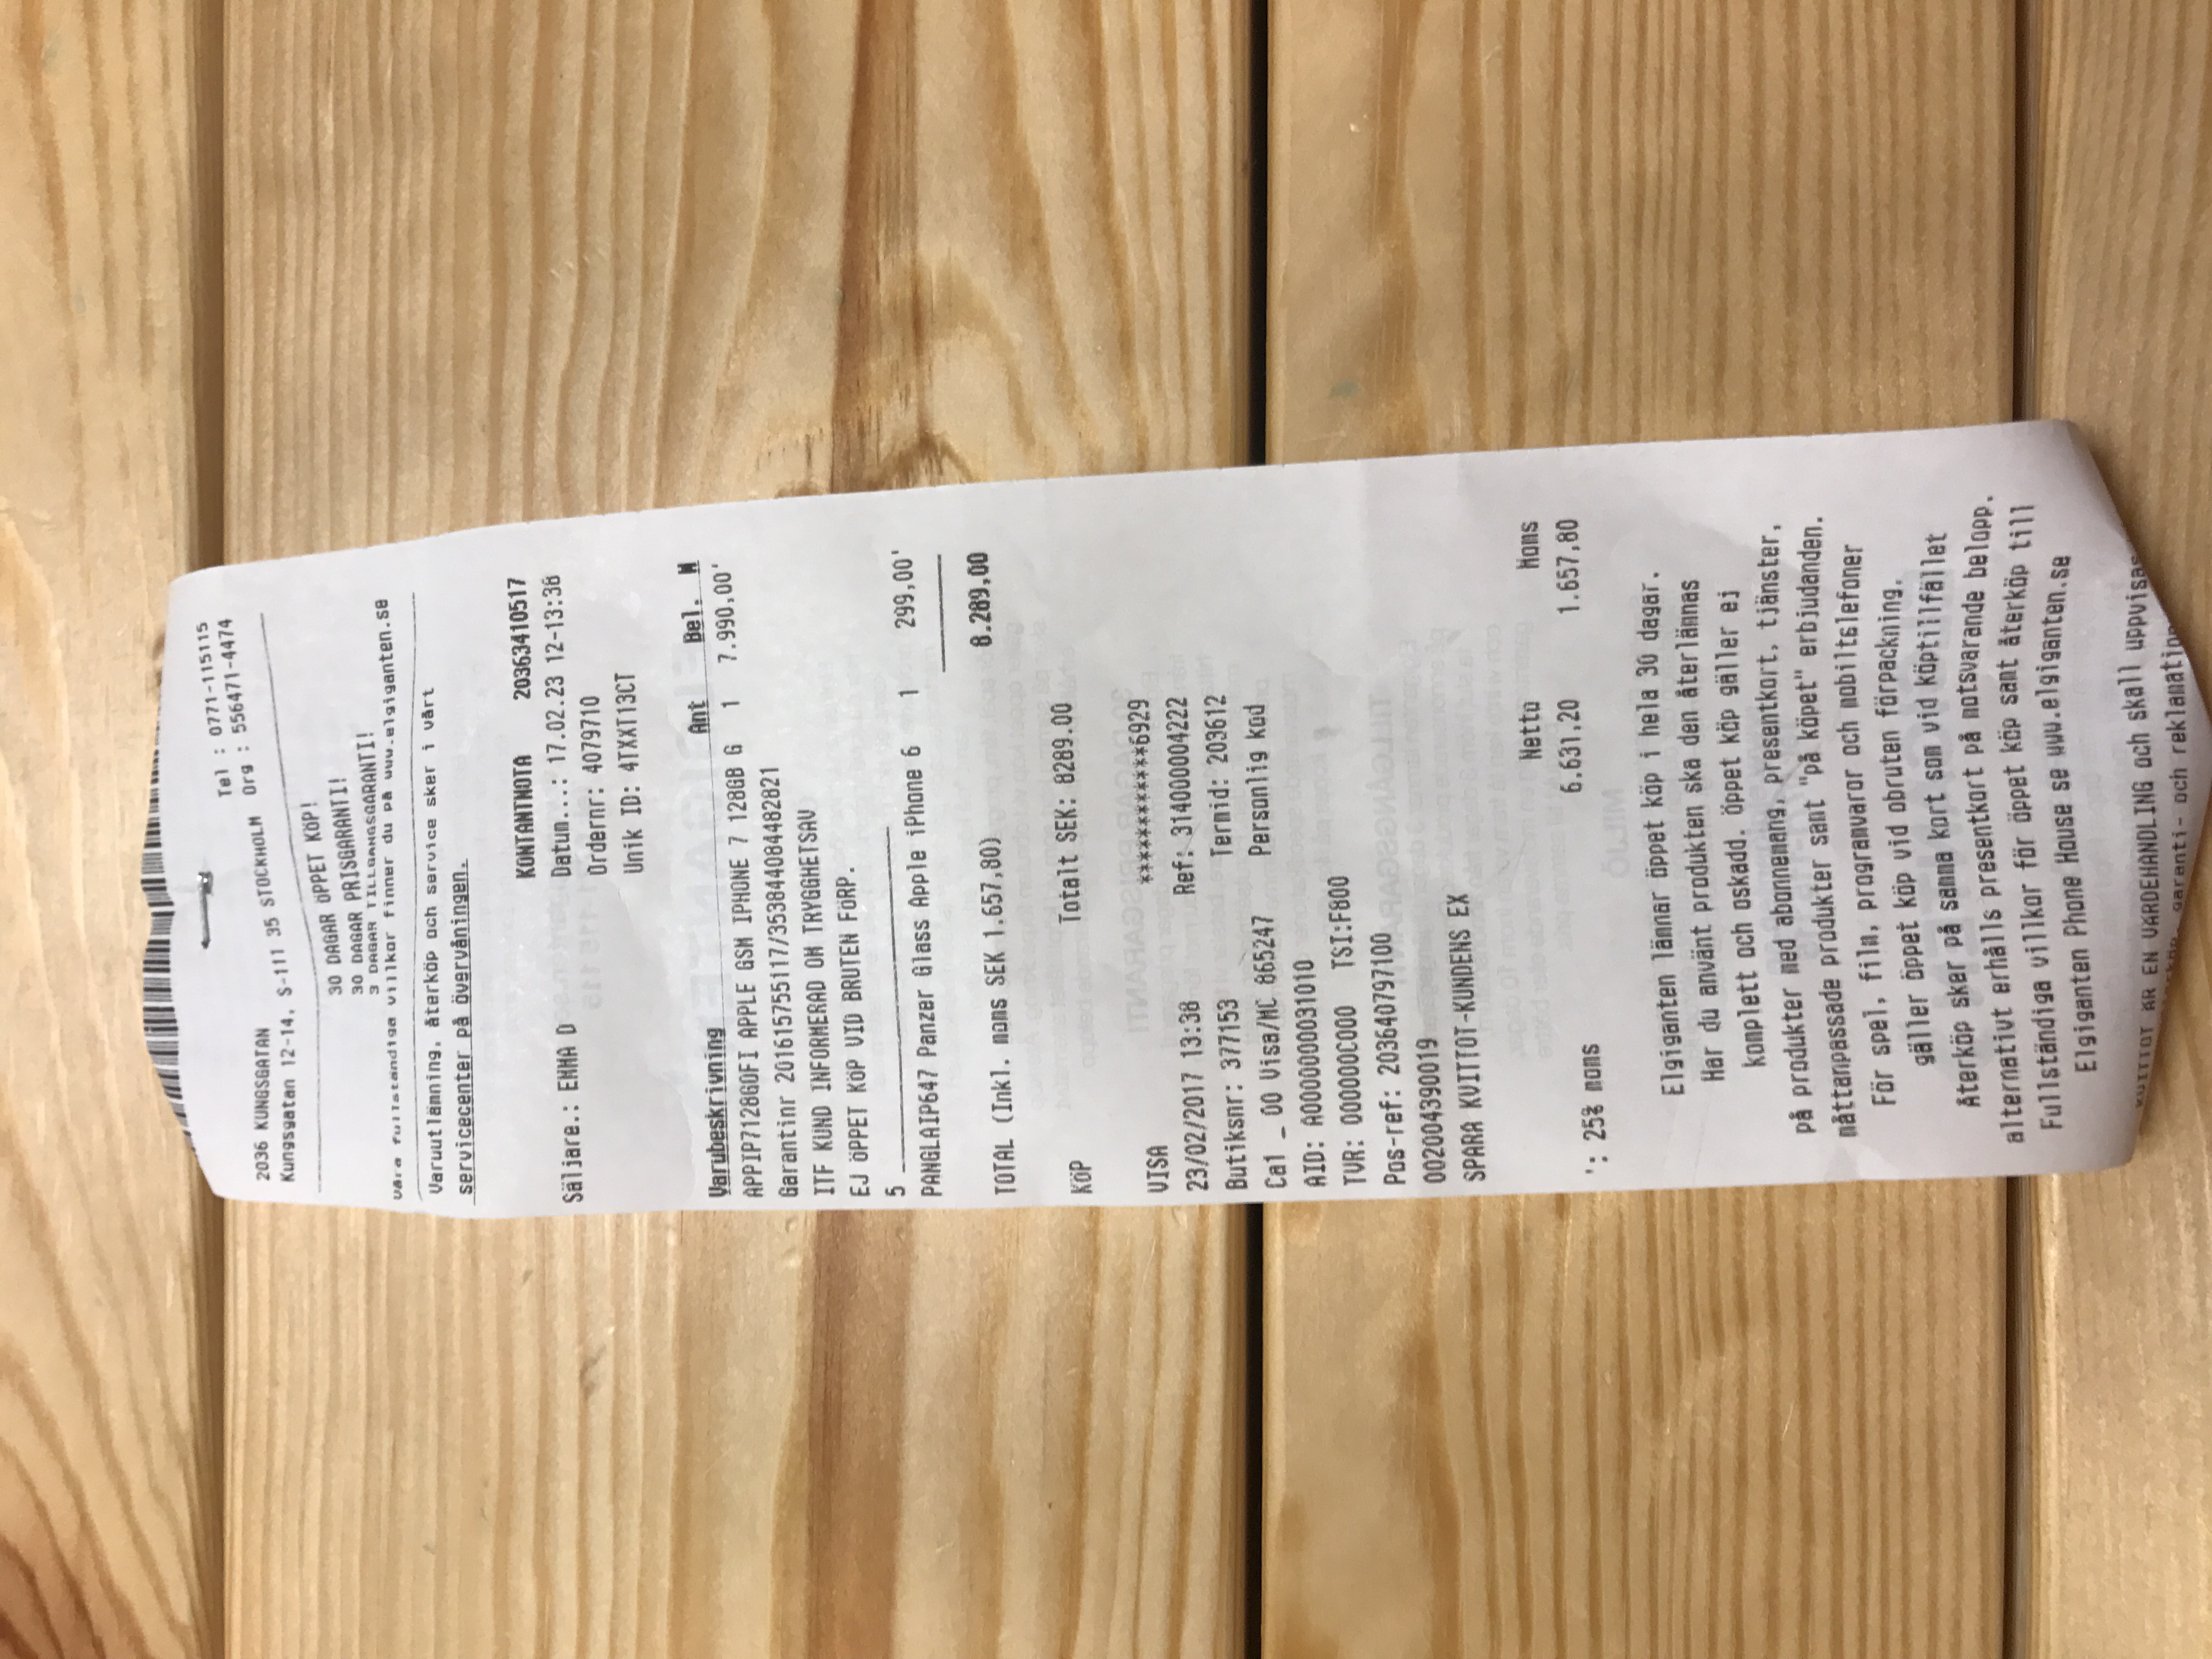 Tel : 0771-115115
2036 KUNGSGATAN
Kungsgatan 12-14, S-111 35 STOCKHOLM Org : 556471-4474
30 DAGAR ÖPPET KÖP!
30 DAGAR PRISGARANTI!
3 DAGAR TILLGANGSGARANTI!
Våra fullständiga villkor finner du på www.elgiganten.se
Varuutlämning, återköp och service sker i vårt
servicecenter på övervåningen.
KONTANTNOTA 20363410517
Säljare.: EMMA D Datum...: 17.02.23 12-13:38
Ordernr: 4079710
Unik ID: 4TXXT13CT
Varubeskrivning Ant Bel. M
APPIP7128GOFI APPLE GSM IPHONE 7 128GB G 1 7.990,00'
Garantinr 201615755117/353844084482821
ITF KUND INFORMERAD OM TRYGGHETSAV
EJ ÖPPET KÖP VID BRUTEN FÖRP.
5 ____________________
PANGLAIP647 Panzer Glass Apple iPhone 6 1 299,00'
TOTAL (Inkl. moms SEK 1.657,80) 8.289,00
KÖP Totalt SEK: 8289.00
VISA ************6929
23/02/2017 13:38 Ref: 314000004222
Butiksnr: 377153 Termid: 203612
Ca1 _ 00 Visa/MC 865247 Personlig kod
AID: A0000000031010
TVR: 000000C000 TSI:F800
Pos-ref: 203640797100
002004390019
SPARA KVITTOT-KUNDENS EX
Netto Moms
': 25% moms 6.631,20 1.657,80
Elgiganten lämnar öppet köp i hela 30 dagar.
Har du använt produkten ska den återlämnas
komplett och oskadd. Öppet köp gäller ej
på produkter med abonnemang, presentkort, tjänster,
måttanpassade produkter samt "på köpet" erbjudanden.
För spel, film, programvaror och mobiltelefoner
gäller öppet köp vid obruten förpackning.
Återköp sker på samma kort som vid köptillfället
alternativt erhålls presentkort på motsvarande belopp.
Fullständiga villkor för öppet köp samt återköp till
Elgiganten Phone House se www.elgiganten.se
KVITTOT ÄR EN VÄRDEHANDLING och skall uppvisas
garanti- och reklamation